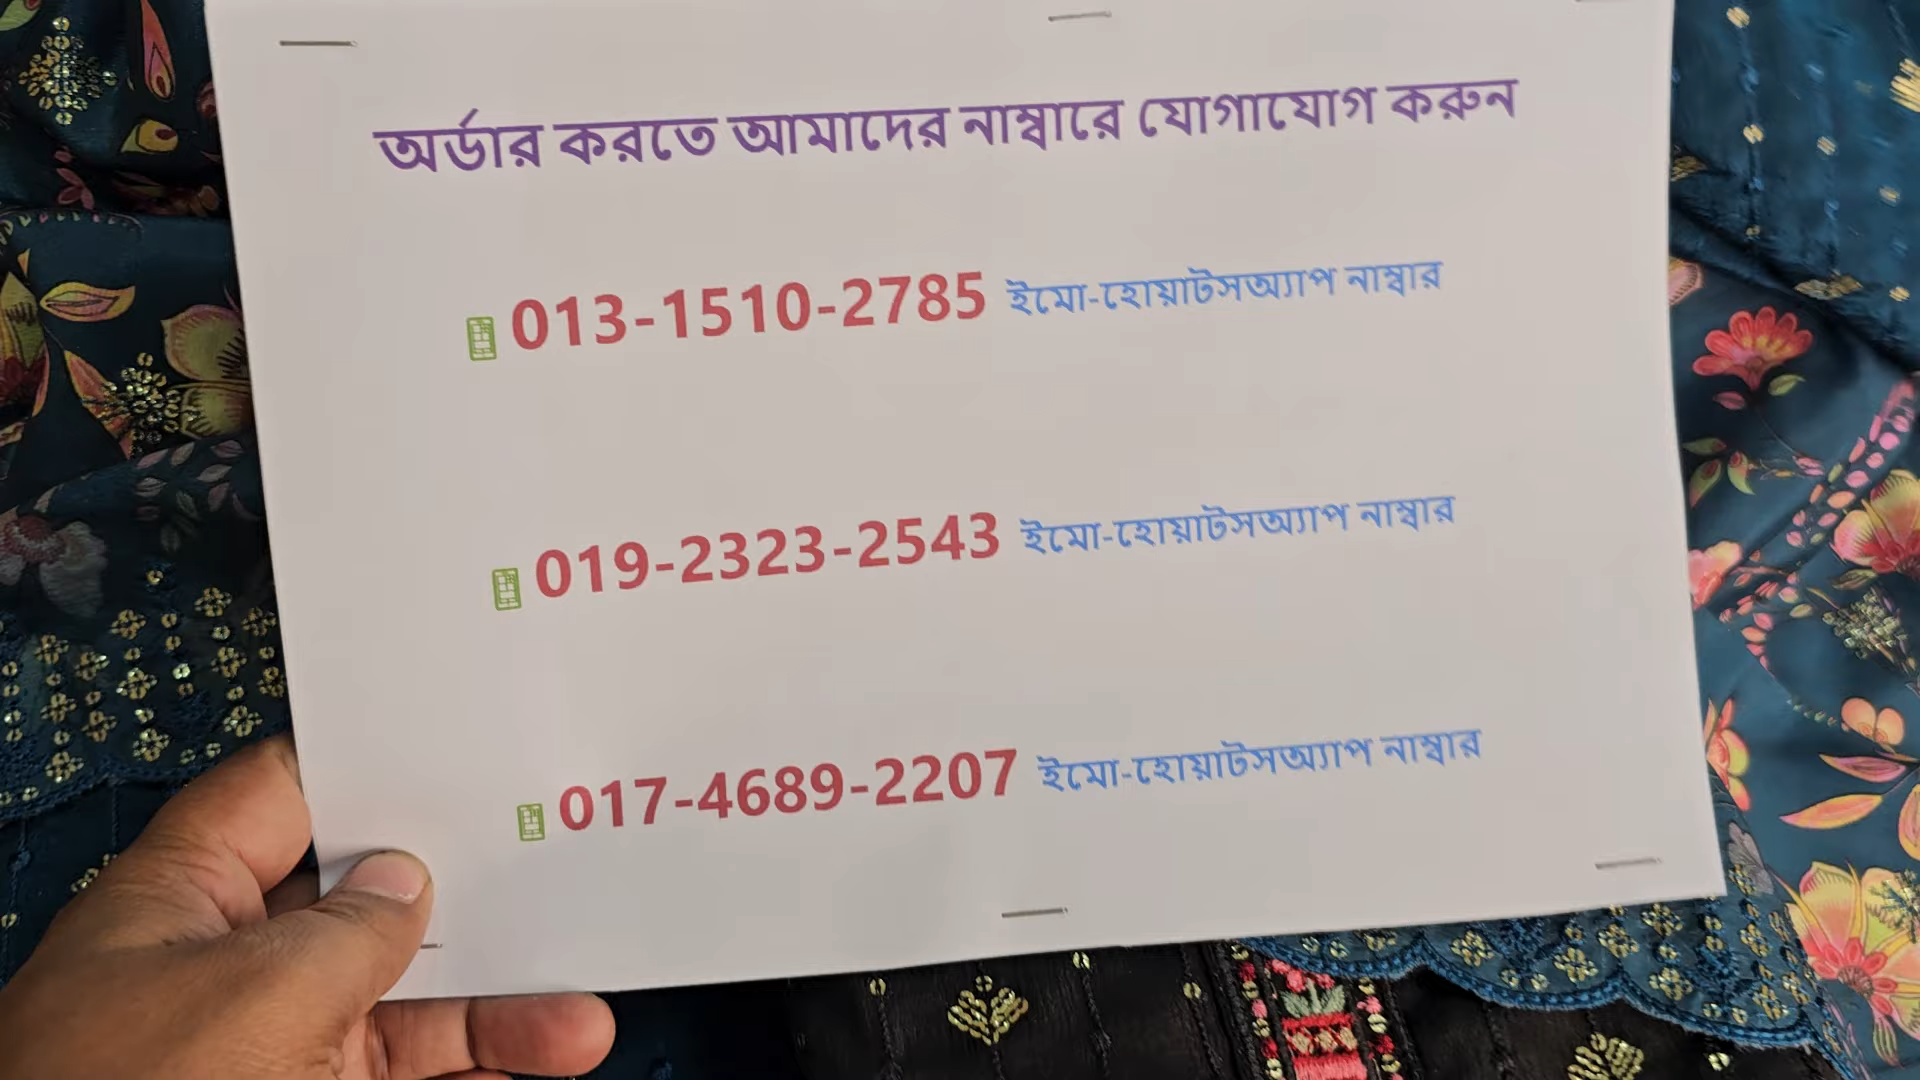 অর্ডার করতে আমাদের নাম্বারে যোগাযোগ করুন
013-1510-2785 ইমো-হোয়াটসঅ্যাপ নাম্বার
019-2323-2543 ইমো-হোয়াটসঅ্যাপ নাম্বার
017-4689-2207 ইমো-হোয়াটসঅ্যাপ নাম্বার